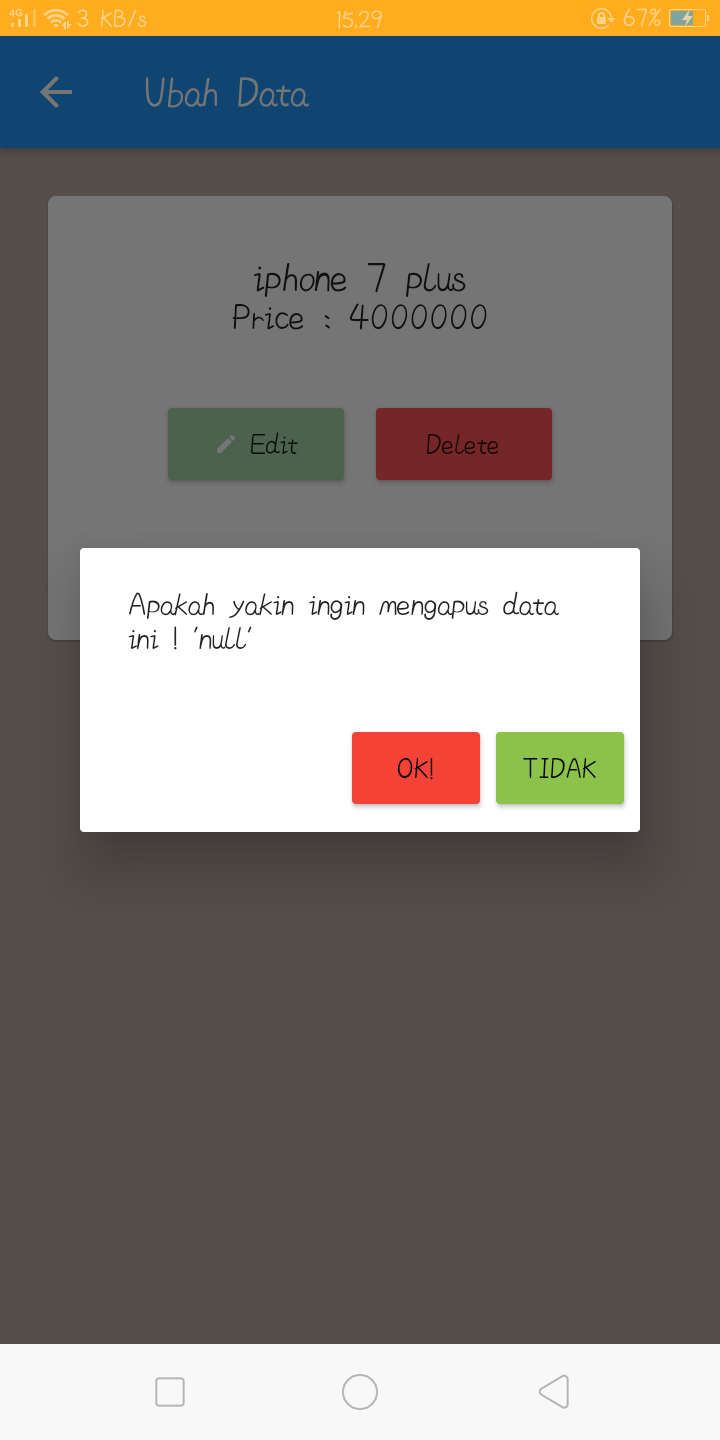 4G 3 KB/s 15.29 67%
Ubah Data
iphone 7 plus
Price : 4000000
Edit Delete
Apakah yakin ingin mengapus data
ini ! 'null'
OK! TIDAK